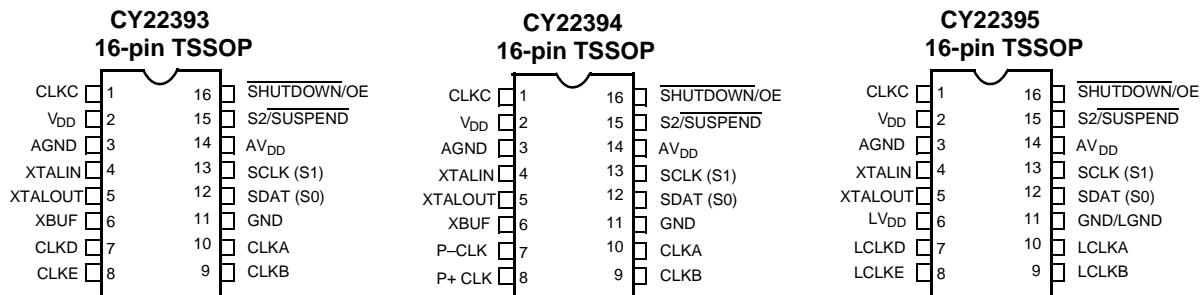 CY22393
16-pin TSSOP
CLKC 1 16 SHUTDOWN/OE
VDD 2 15 S2/SUSPEND
AGND 3 14 AVDD
XTALIN 4 13 SCLK (S1)
XTALOUT 5 12 SDAT (S0)
XBUF 6 11 GND
CLKD 7 10 CLKA
CLKE 8 9 CLKB
CY22394
16-pin TSSOP
CLKC 1 16 SHUTDOWN/OE
VDD 2 15 S2/SUSPEND
AGND 3 14 AVDD
XTALIN 4 13 SCLK (S1)
XTALOUT 5 12 SDAT (S0)
XBUF 6 11 GND
P–CLK 7 10 CLKA
P+ CLK 8 9 CLKB
CY22395
16-pin TSSOP
CLKC 1 16 SHUTDOWN/OE
VDD 2 15 S2/SUSPEND
AGND 3 14 AVDD
XTALIN 4 13 SCLK (S1)
XTALOUT 5 12 SDAT (S0)
LVDD 6 11 GND/LGND
LCLKD 7 10 LCLKA
LCLKE 8 9 LCLKB